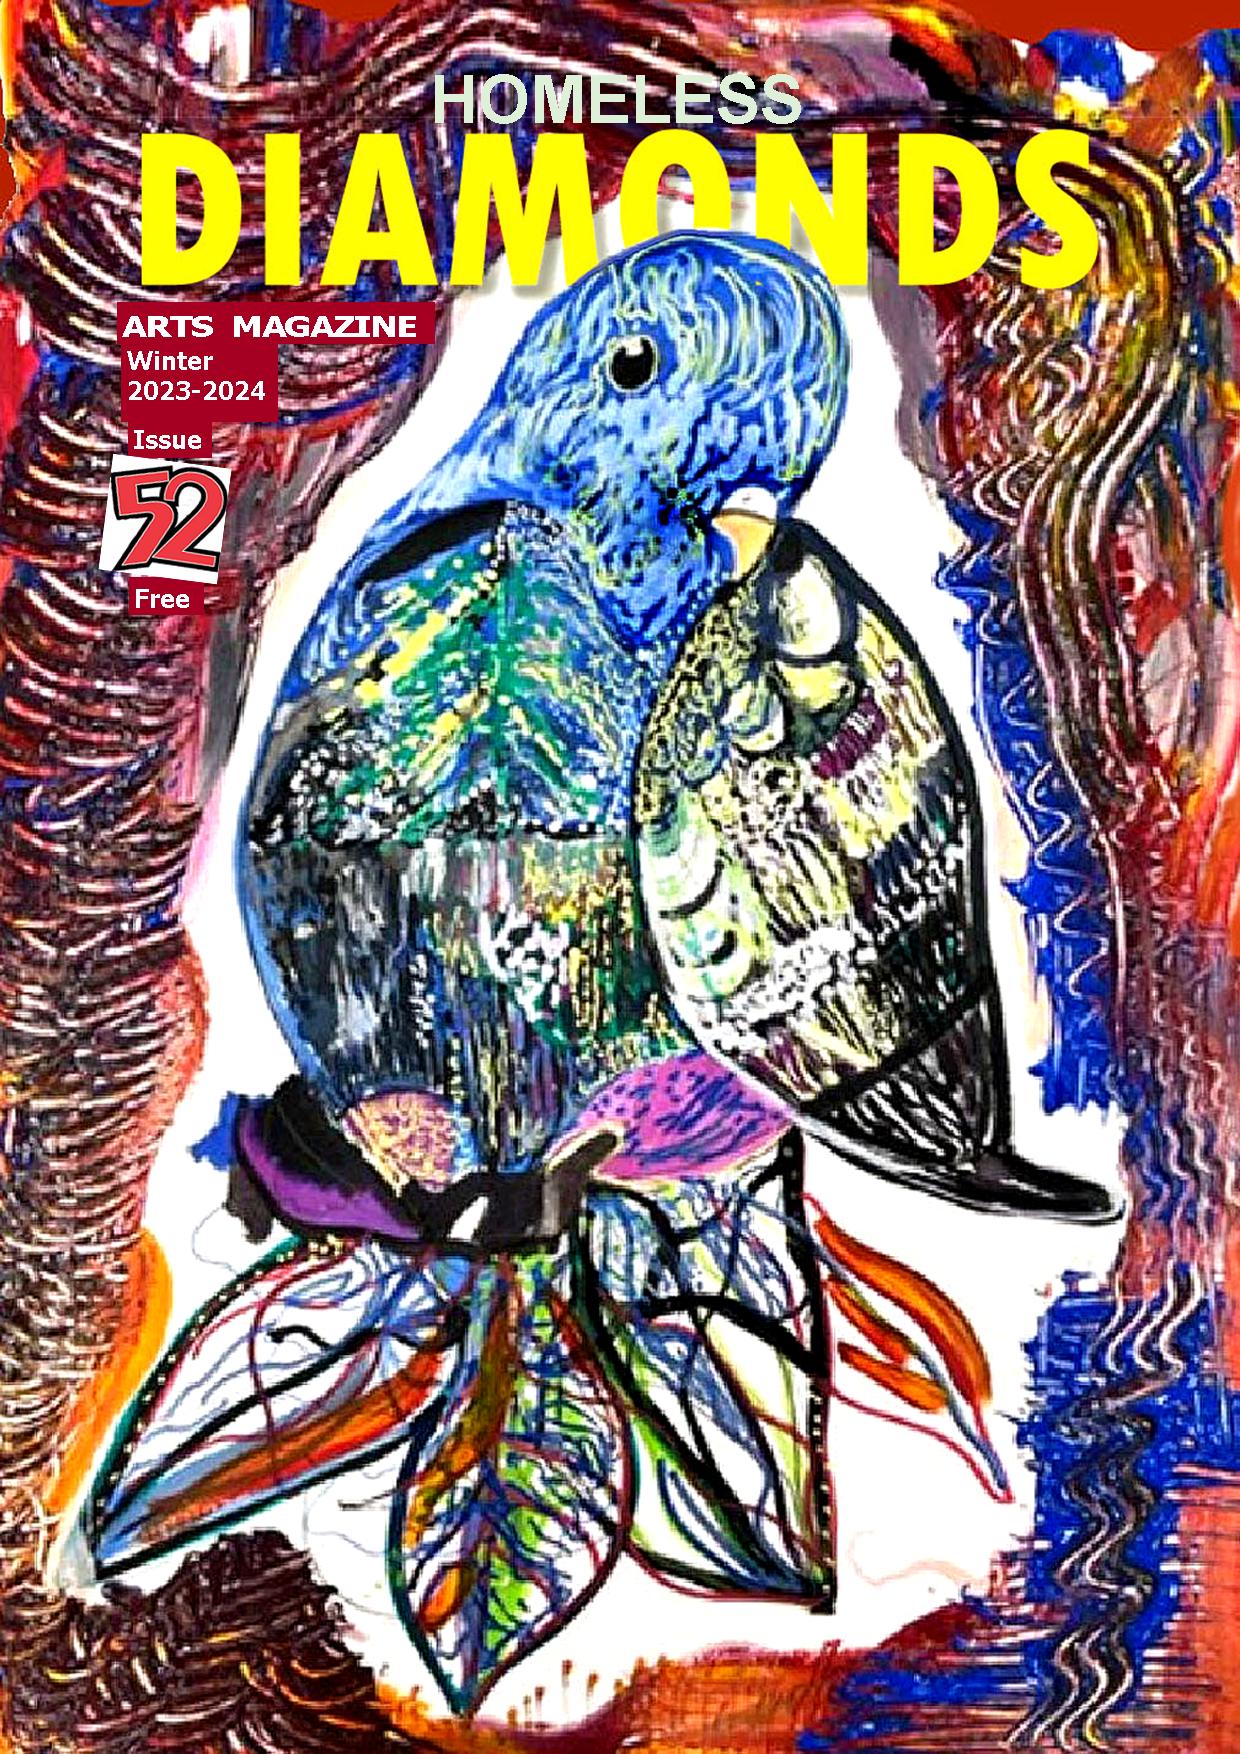 HOMELESS
DIAMONDS
ARTS MAGAZINE
Winter
2023-2024
Issue
52
Free